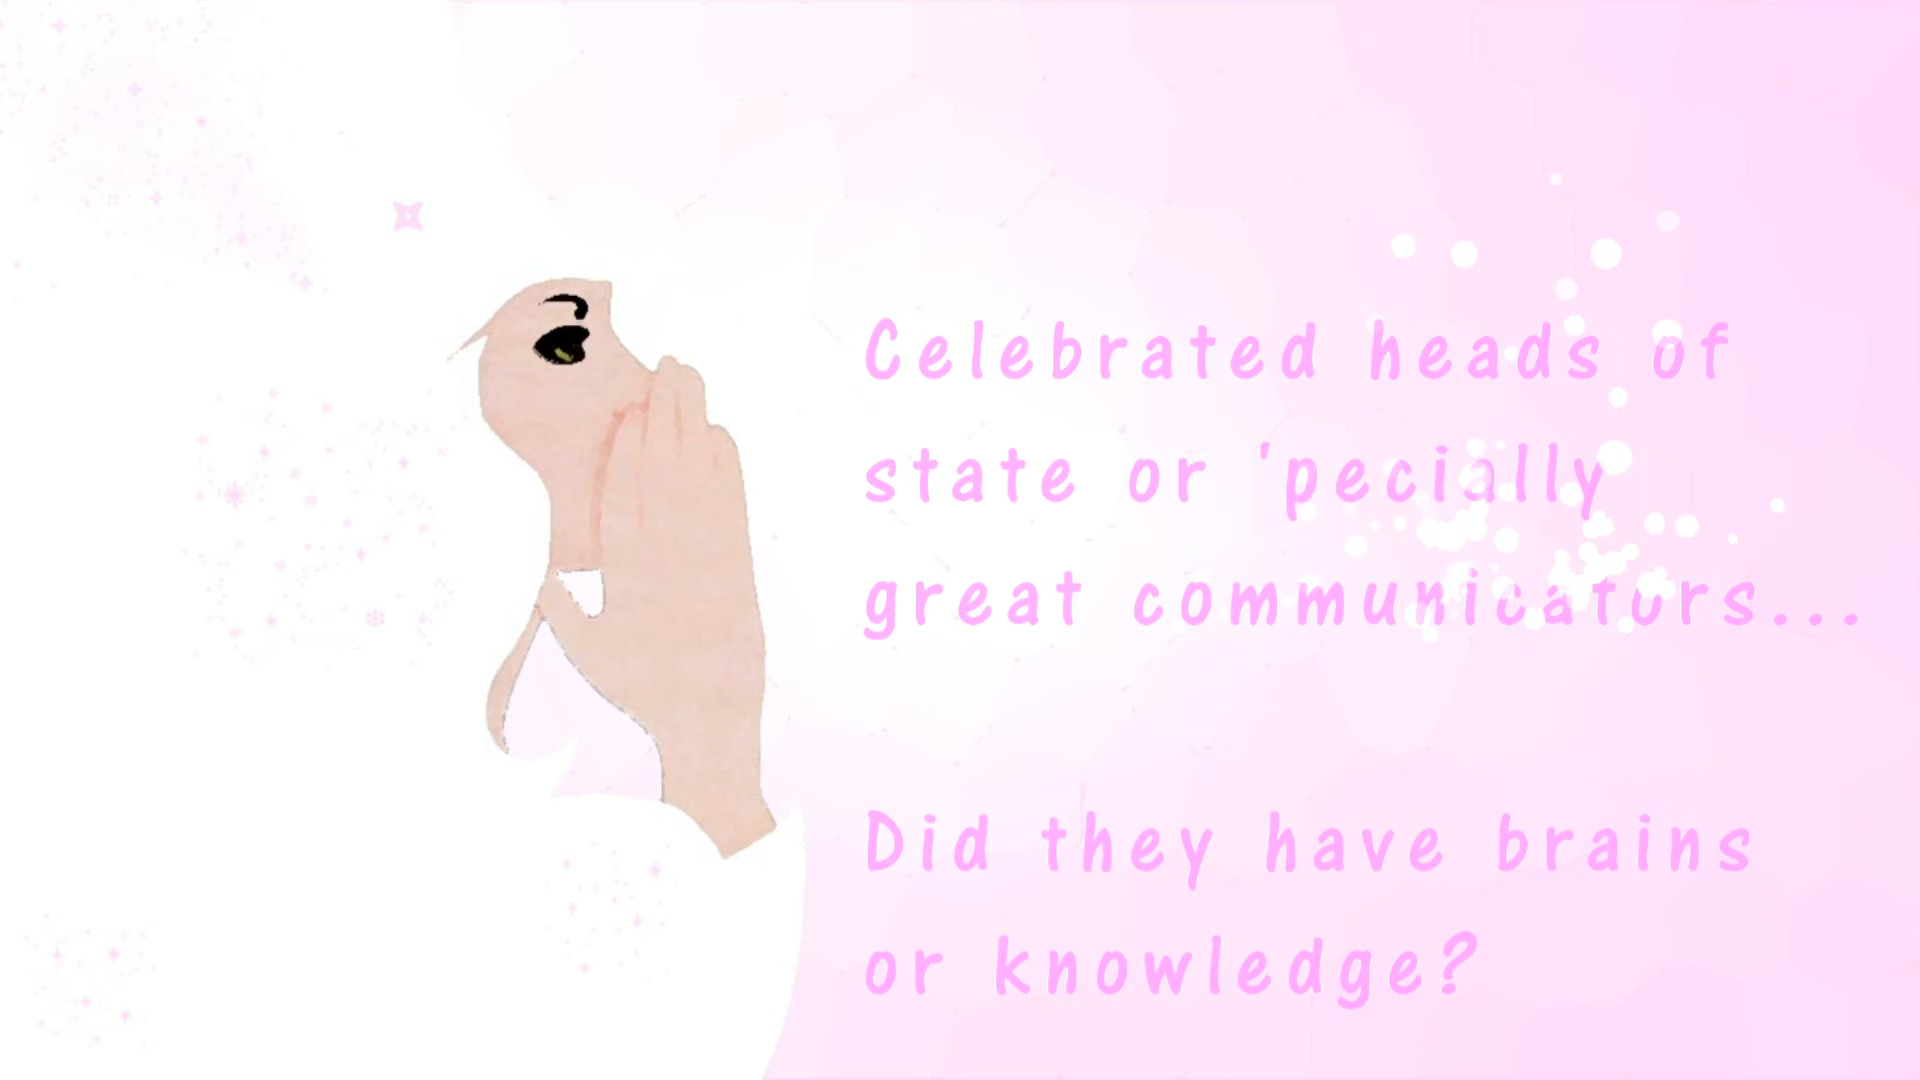 Celebrated heads of
state or 'pecially
great communicators...
Did they have brains
or knowledge?